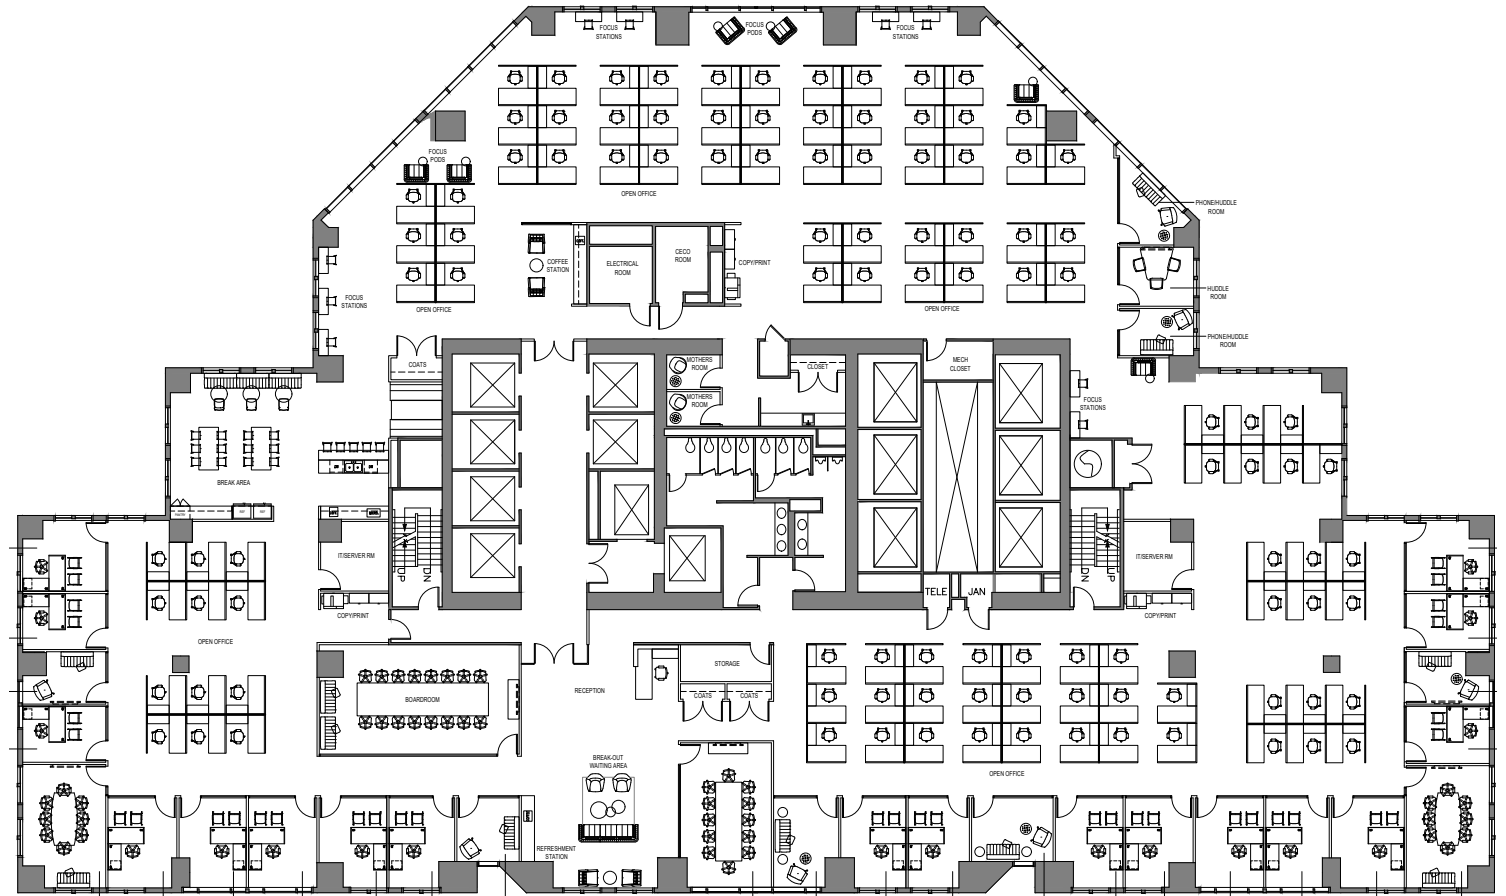 FOCUS
STATIONS
FOCUS
PODS
FOCUS
STATIONS
FOCUS
PODS
OPEN OFFICE
PHONE/HUDDLE
ROOM
COFFEE
STATION
ELECTRICAL
ROOM
CECO
ROOM
COPY/PRINT
HUDDLE
ROOM
FOCUS
STATIONS
OPEN OFFICE
OPEN OFFICE
PHONE/HUDDLE
ROOM
COATS
MOTHERS
ROOM
CLOSET
MECH
CLOSET
MOTHERS
ROOM
FOCUS
STATIONS
BREAK AREA
IT/SERVER RM
UP
DN
IT/SERVER RM
DN
UP
TELE
JAN
COPY/PRINT
COPY/PRINT
OPEN OFFICE
STORAGE
RECEPTION
BOARDROOM
COATS
COATS
BREAK-OUT
WAITING AREA
OPEN OFFICE
REFRESHMENT
STATION